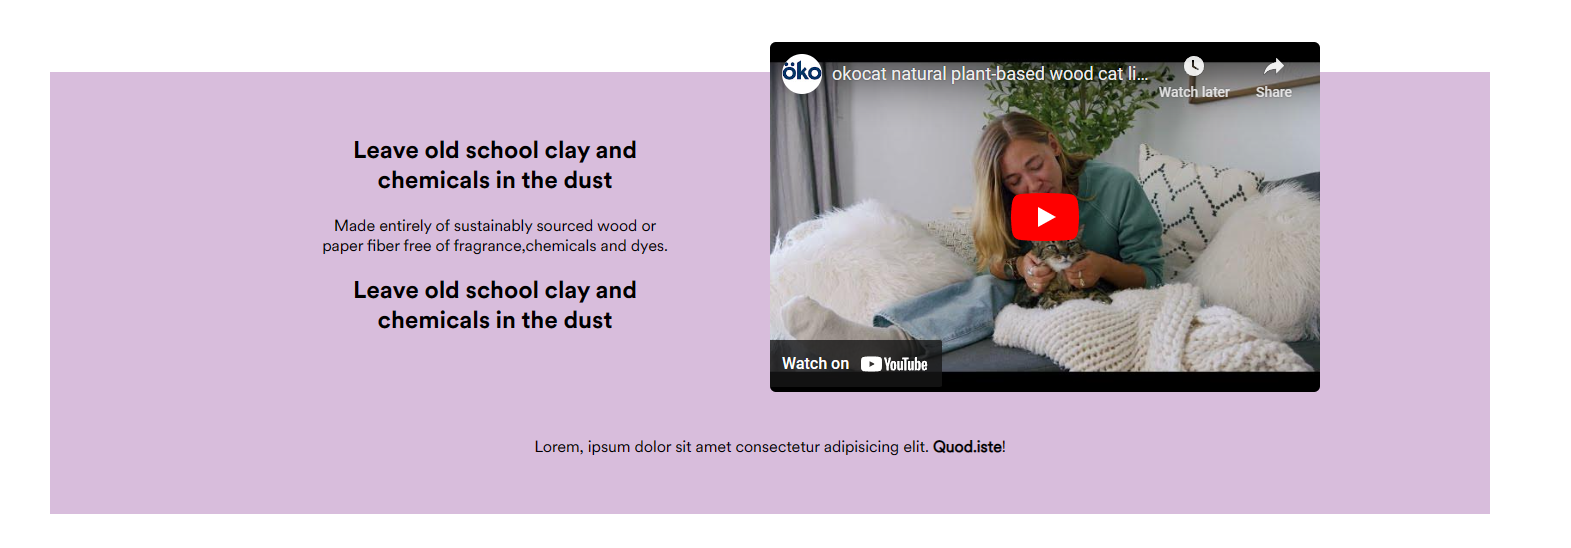 Leave old school clay and
chemicals in the dust
Made entirely of sustainably sourced wood or
paper fiber free of fragrance,chemicals and dyes.
Leave old school clay and
chemicals in the dust
öko
okocat natural plant-based wood cat li...
Watch later
Share
Watch on YouTube
Lorem, ipsum dolor sit amet consectetur adipisicing elit. Quod.iste!